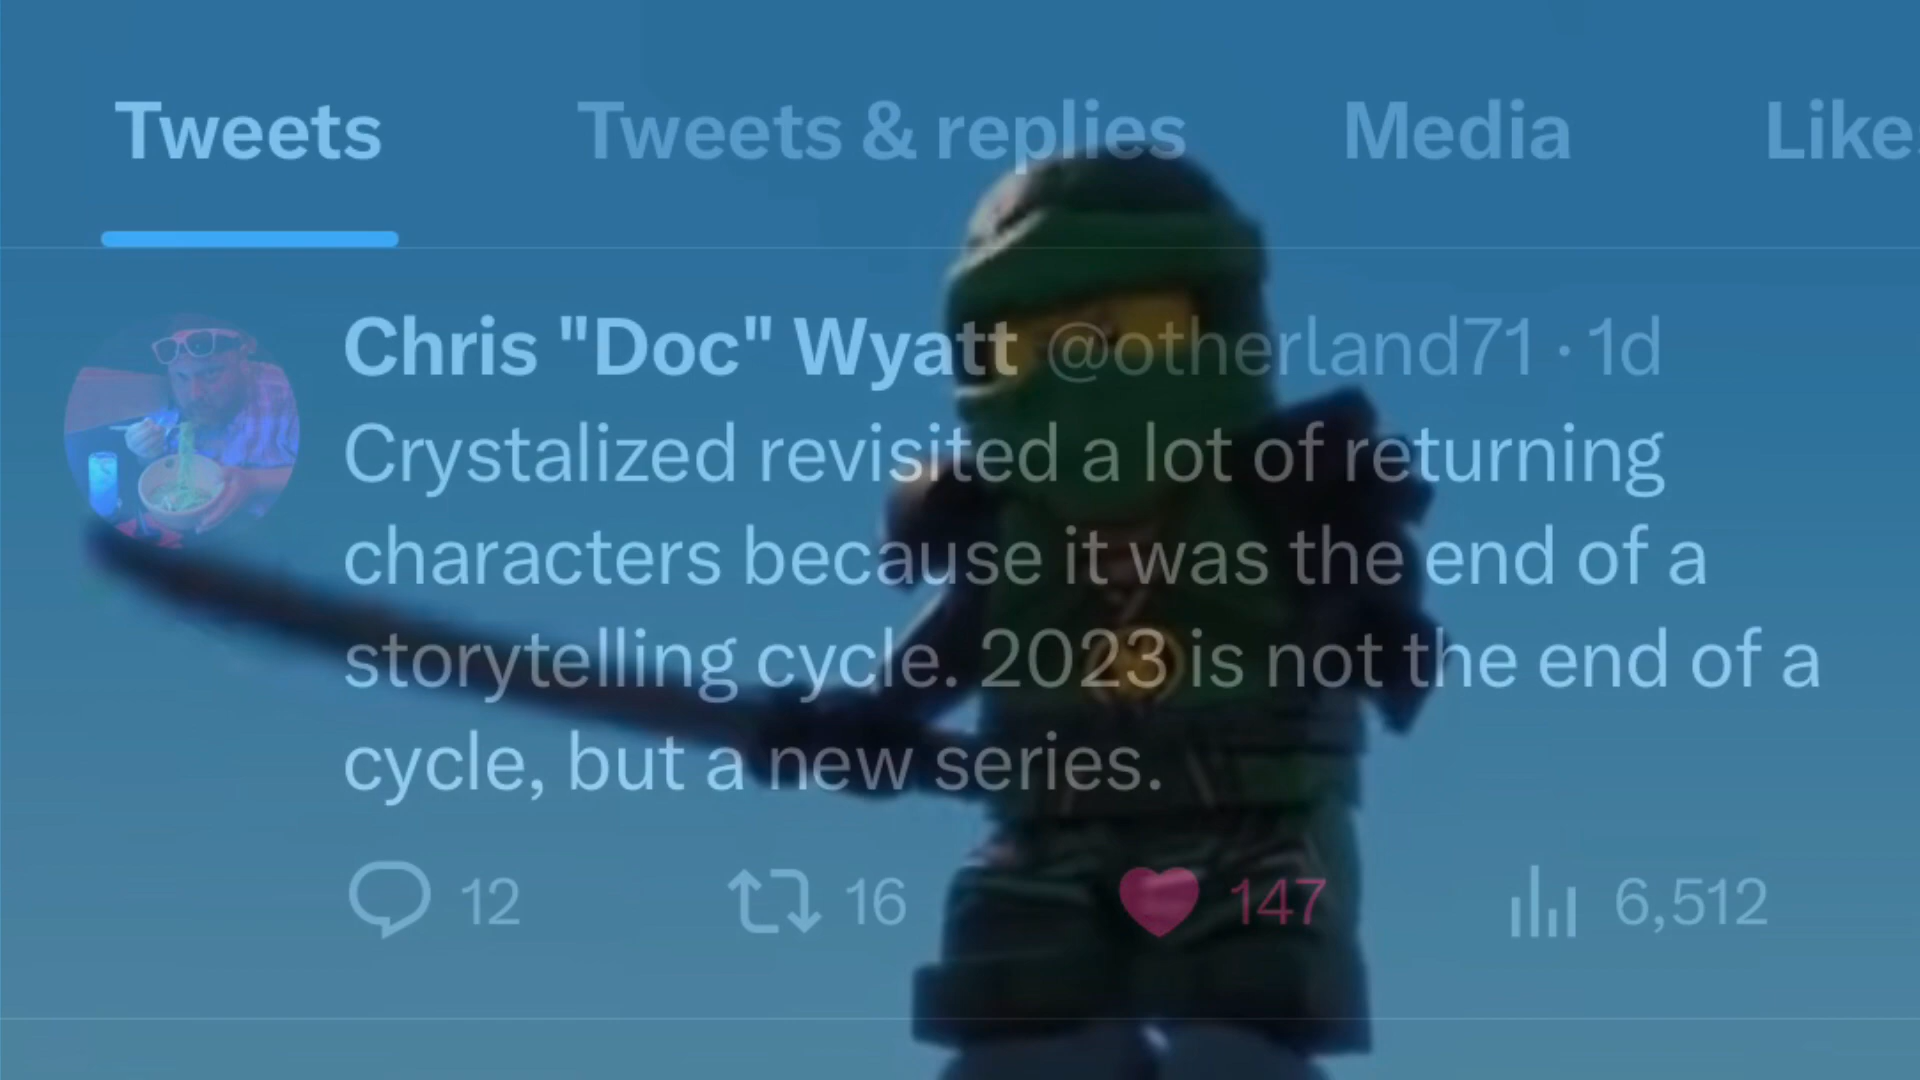 Tweets Tweets & replies Media Like
Chris "Doc" Wyatt @otherland71 · 1d
Crystalized revisited a lot of returning
characters because it was the end of a
storytelling cycle. 2023 is not the end of a
cycle, but a new series.
12 16 147 6,512